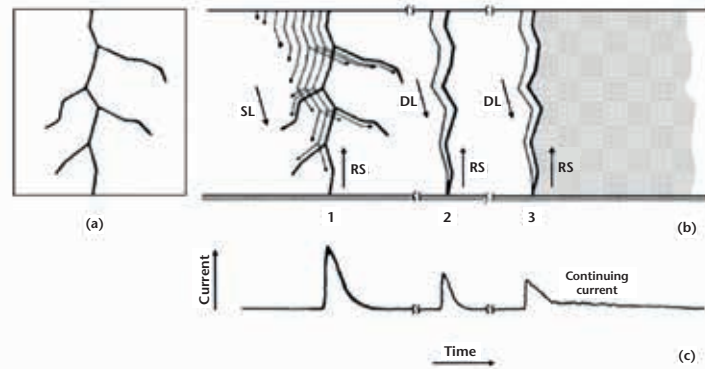 SL
RS
DL
RS
DL
RS
(a)
1
2
3
(b)
Current
Continuing
current
Time
(c)